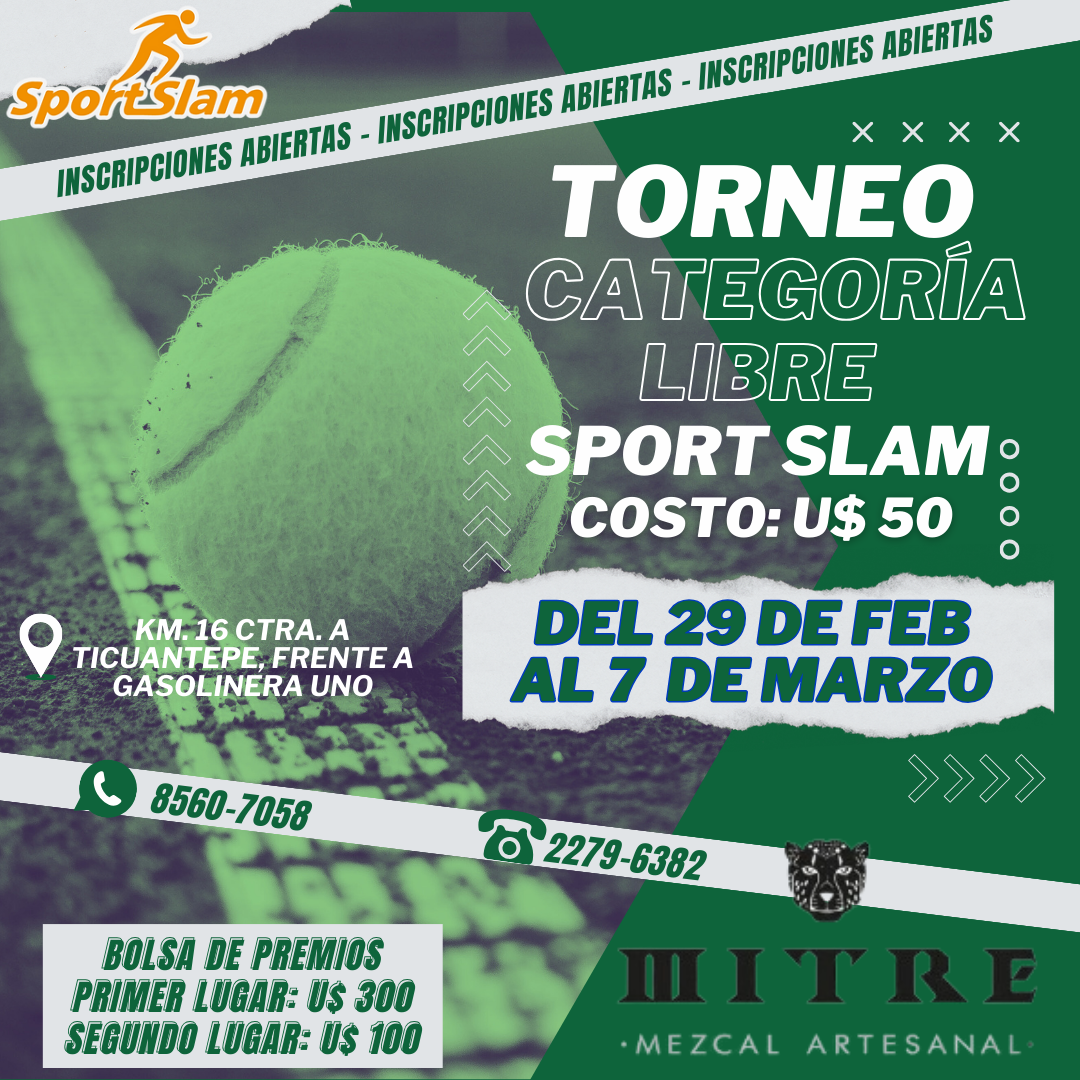 Sport Slam
INSCRIPCIONES ABIERTAS - INSCRIPCIONES ABIERTAS - INSCRIPCIONES ABIERTAS
TORNEO
CATEGORÍA
LIBRE
SPORT SLAM
COSTO: U$ 50
DEL 29 DE FEB
AL 7 DE MARZO
KM. 16 CTRA. A
TICUANTEPE, FRENTE A
GASOLINERA UNO
8560-7058
2279-6382
BOLSA DE PREMIOS
PRIMER LUGAR: U$ 300
SEGUNDO LUGAR: U$ 100
MITRE
·MEZCAL ARTESANAL·